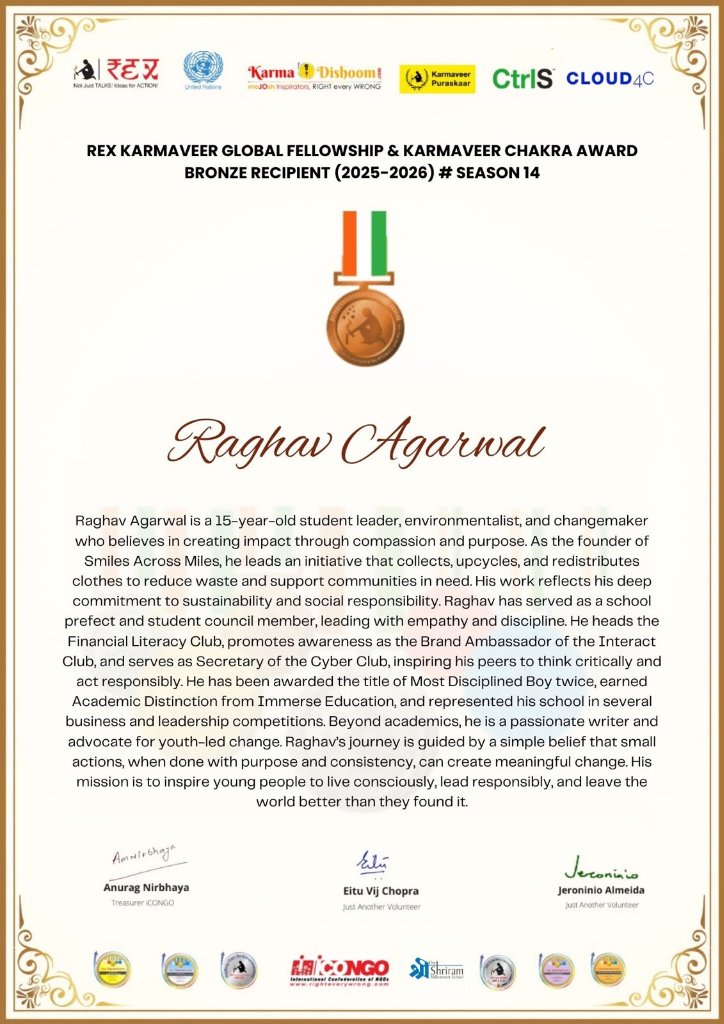 REX
Not Just TALKS! Ideas for ACTION!
United Nations
Karma Dishoom.com
maJOsh Inspirators, RIGHT every WRONG
Karmaveer
Puraskaar
CtrlS
CLOUD4C
REX KARMAVEER GLOBAL FELLOWSHIP & KARMAVEER CHAKRA AWARD
BRONZE RECIPIENT (2025-2026) # SEASON 14
Raghav Agarwal
Raghav Agarwal is a 15-year-old student leader, environmentalist, and changemaker
who believes in creating impact through compassion and purpose. As the founder of
Smiles Across Miles, he leads an initiative that collects, upcycles, and redistributes
clothes to reduce waste and support communities in need. His work reflects his deep
commitment to sustainability and social responsibility. Raghav has served as a school
prefect and student council member, leading with empathy and discipline. He heads the
Financial Literacy Club, promotes awareness as the Brand Ambassador of the Interact
Club, and serves as Secretary of the Cyber Club, inspiring his peers to think critically and
act responsibly. He has been awarded the title of Most Disciplined Boy twice, earned
Academic Distinction from Immerse Education, and represented his school in several
business and leadership competitions. Beyond academics, he is a passionate writer and
advocate for youth-led change. Raghav’s journey is guided by a simple belief that small
actions, when done with purpose and consistency, can create meaningful change. His
mission is to inspire young people to live consciously, lead responsibly, and leave the
world better than they found it.
Anurag Nirbhaya
Treasurer iCONGO
Eitu Vij Chopra
Just Another Volunteer
Jeroninio
Jeroninio Almeida
Just Another Volunteer
iCONGO
International Confederation of NGOs
www.righteverywrong.com
Shriram